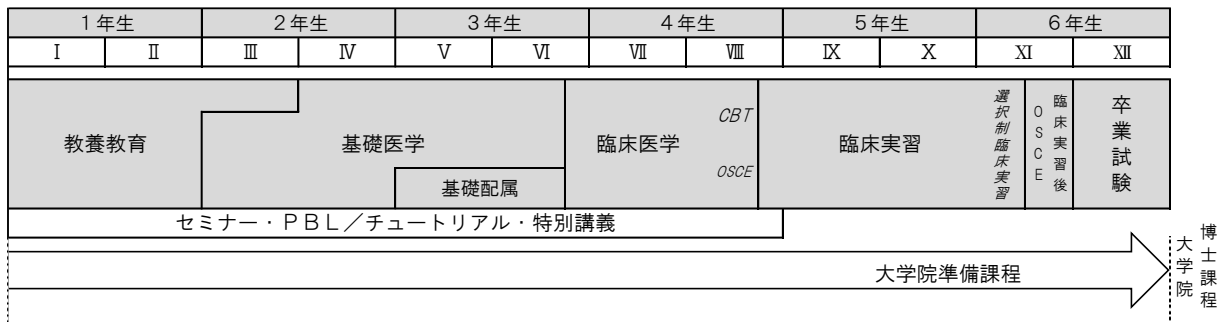 １年生 ２年生 ３年生 ４年生 ５年生 ６年生
Ⅰ Ⅱ Ⅲ Ⅳ Ⅴ Ⅵ Ⅶ Ⅷ Ⅸ Ⅹ Ⅺ Ⅻ
教養教育
基礎医学
基礎配属
臨床医学
CBT
OSCE
臨床実習
選択制臨床実習
臨床実習後
ＯＳＣＥ
卒業試験
セミナー・ＰＢＬ／チュートリアル・特別講義
大学院準備課程
博士課程
大学院